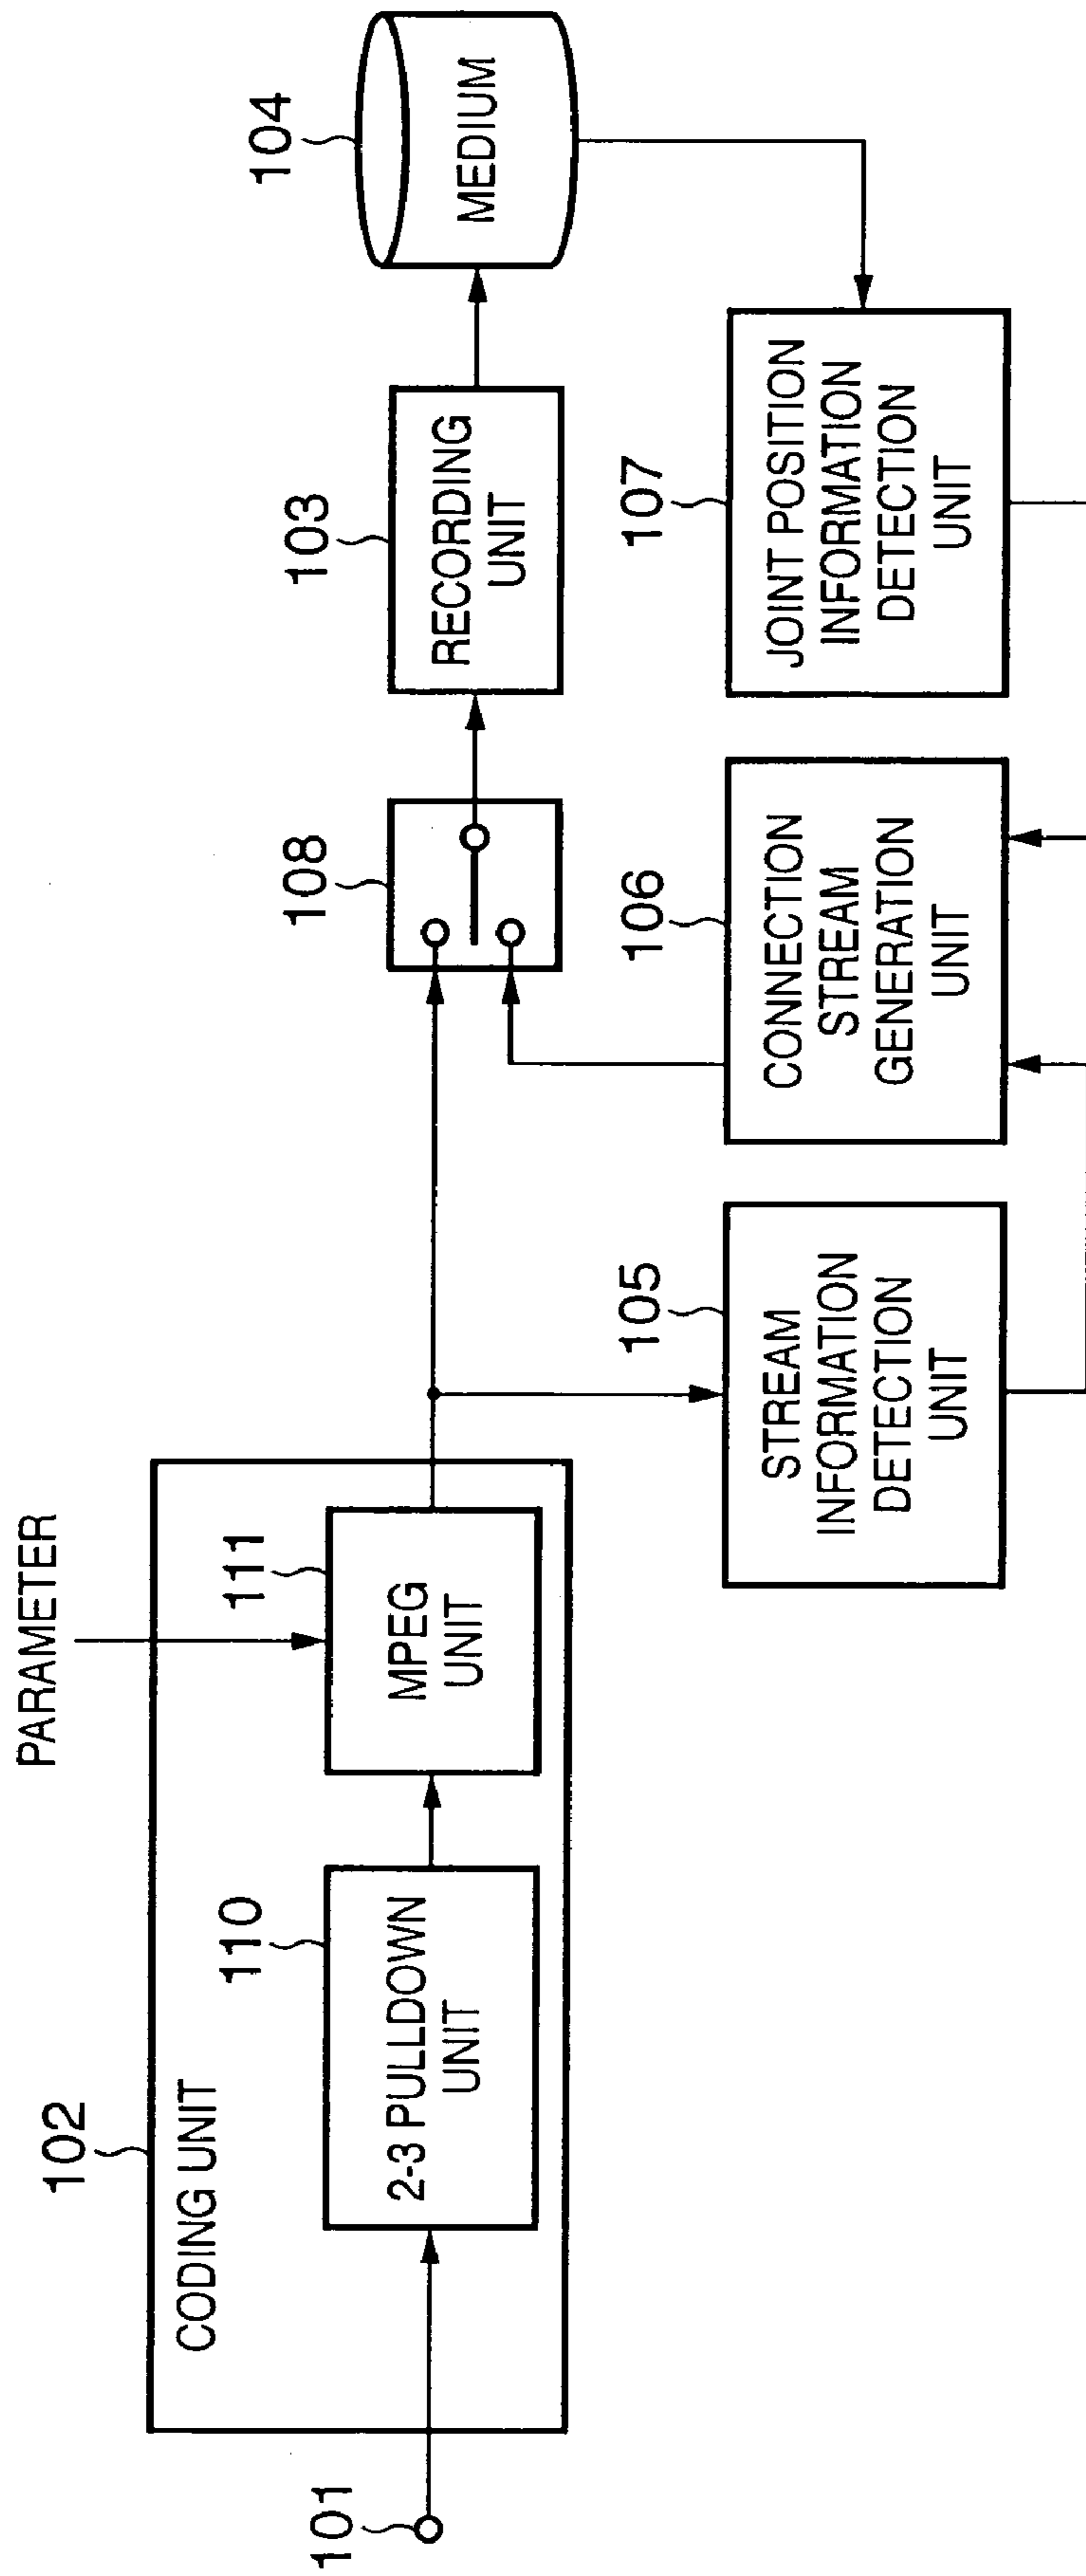 PARAMETER
102
CODING UNIT
101
110
2-3 PULLDOWN
UNIT
111
MPEG
UNIT
108
103
RECORDING
UNIT
104
MEDIUM
105
STREAM
INFORMATION
DETECTION
UNIT
106
CONNECTION
STREAM
GENERATION
UNIT
107
JOINT POSITION
INFORMATION
DETECTION
UNIT